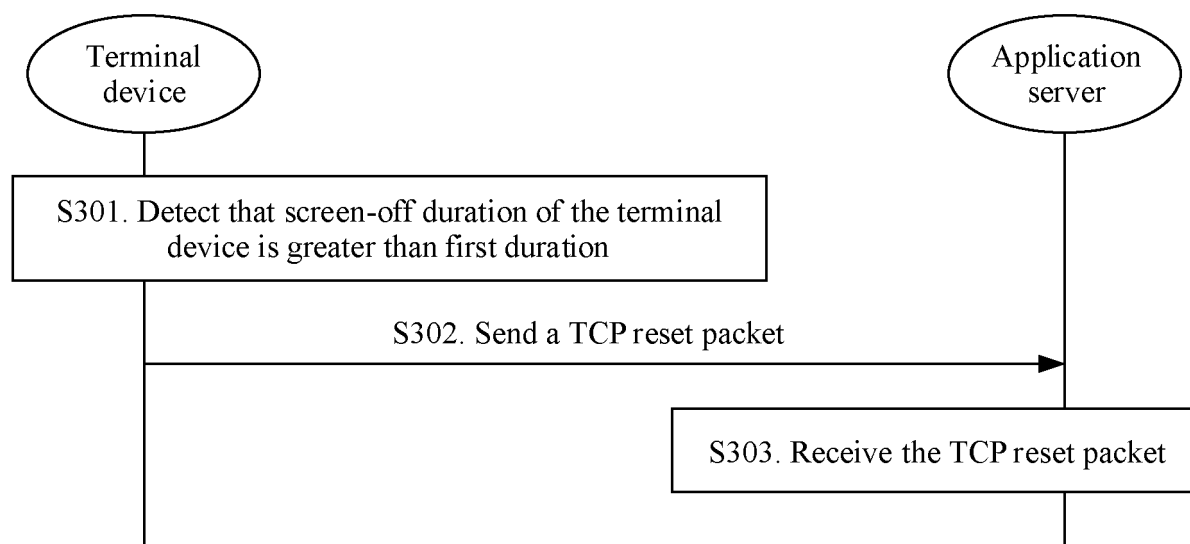 Terminal
device
Application
server
S301. Detect that screen-off duration of the terminal
device is greater than first duration
S302. Send a TCP reset packet
S303. Receive the TCP reset packet